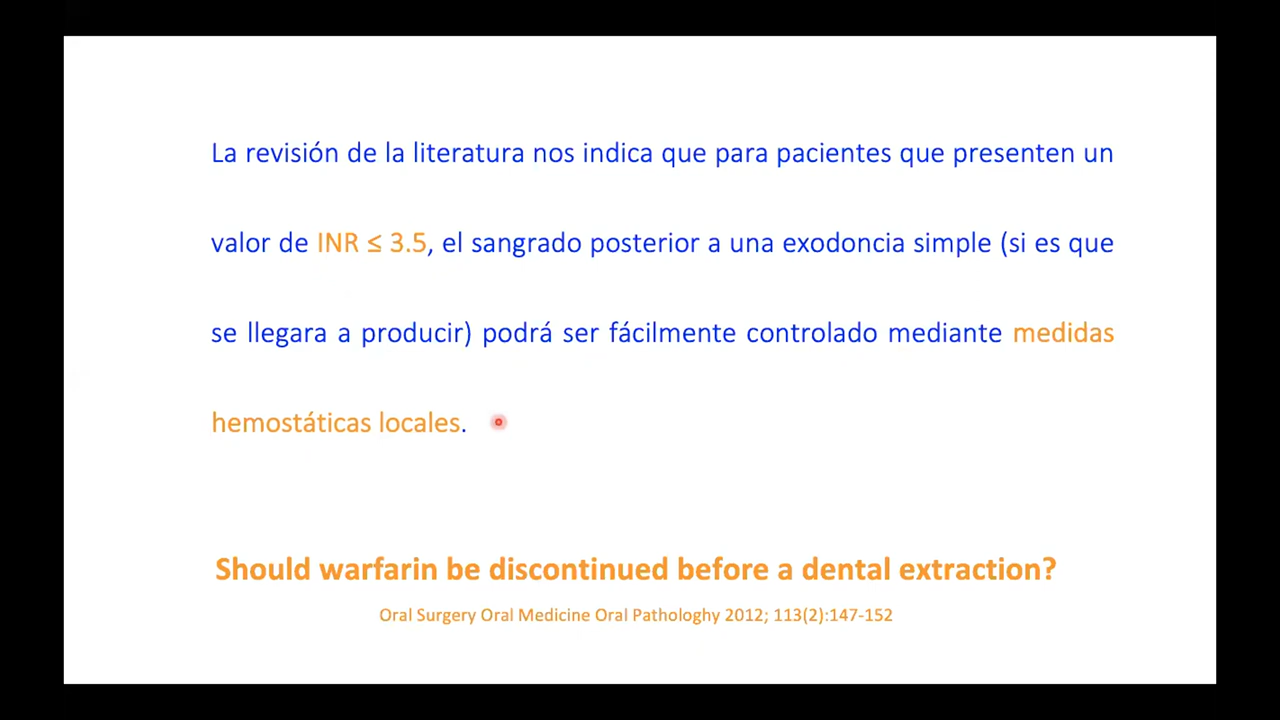 La revisión de la literatura nos indica que para pacientes que presenten un
valor de INR ≤ 3.5, el sangrado posterior a una exodoncia simple (si es que
se llegara a producir) podrá ser fácilmente controlado mediante medidas
hemostáticas locales.
Should warfarin be discontinued before a dental extraction?
Oral Surgery Oral Medicine Oral Pathologhy 2012; 113(2):147-152